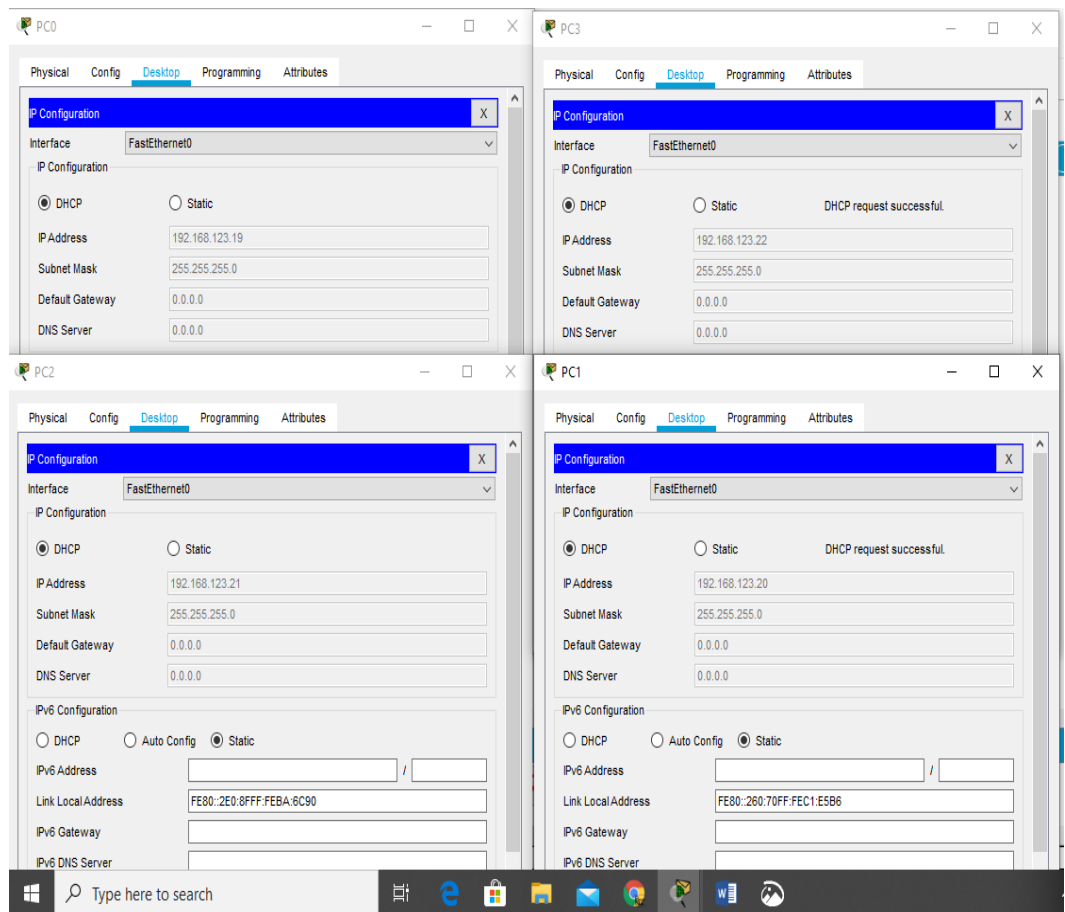 PC0
Physical Config Desktop Programming Attributes
IP Configuration X
Interface FastEthernet0
IP Configuration
DHCP Static
IP Address 192.168.123.19
Subnet Mask 255.255.255.0
Default Gateway 0.0.0.0
DNS Server 0.0.0.0
PC3
Physical Config Desktop Programming Attributes
IP Configuration X
Interface FastEthernet0
IP Configuration
DHCP Static DHCP request successful.
IP Address 192.168.123.22
Subnet Mask 255.255.255.0
Default Gateway 0.0.0.0
DNS Server 0.0.0.0
PC2
Physical Config Desktop Programming Attributes
IP Configuration X
Interface FastEthernet0
IP Configuration
DHCP Static
IP Address 192.168.123.21
Subnet Mask 255.255.255.0
Default Gateway 0.0.0.0
DNS Server 0.0.0.0
IPv6 Configuration
DHCP Auto Config Static
IPv6 Address /
Link Local Address FE80::2E0:8FFF:FEBA:6C90
IPv6 Gateway
IPv6 DNS Server
PC1
Physical Config Desktop Programming Attributes
IP Configuration X
Interface FastEthernet0
IP Configuration
DHCP Static DHCP request successful.
IP Address 192.168.123.20
Subnet Mask 255.255.255.0
Default Gateway 0.0.0.0
DNS Server 0.0.0.0
IPv6 Configuration
DHCP Auto Config Static
IPv6 Address /
Link Local Address FE80::260:70FF:FEC1:E5B6
IPv6 Gateway
IPv6 DNS Server
Type here to search